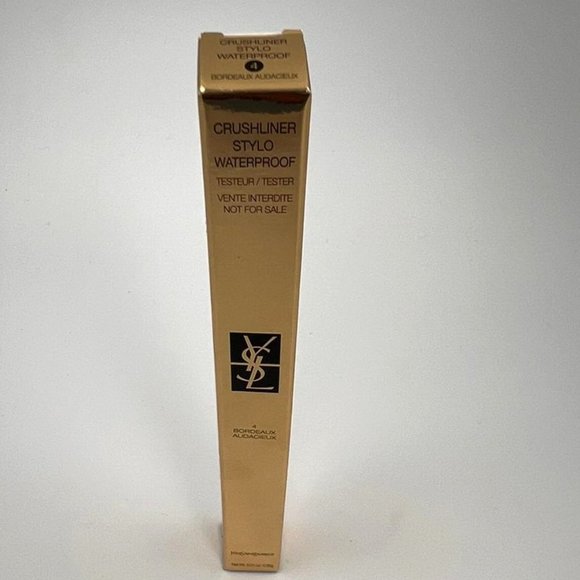 CRUSHLINER
STYLO
WATERPROOF
4
BORDEAUX AUDACIEUX
CRUSHLINER
STYLO
WATERPROOF
TESTEUR / TESTER
VENTE INTERDITE
NOT FOR SALE
YSL
4
BORDEAUX
AUDACIEUX
YVESSAINTLAURENT